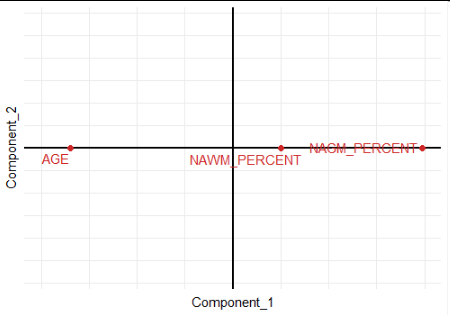 Component_2
AGE
NAWM_PERCENT
NAGM_PERCENT
Component_1